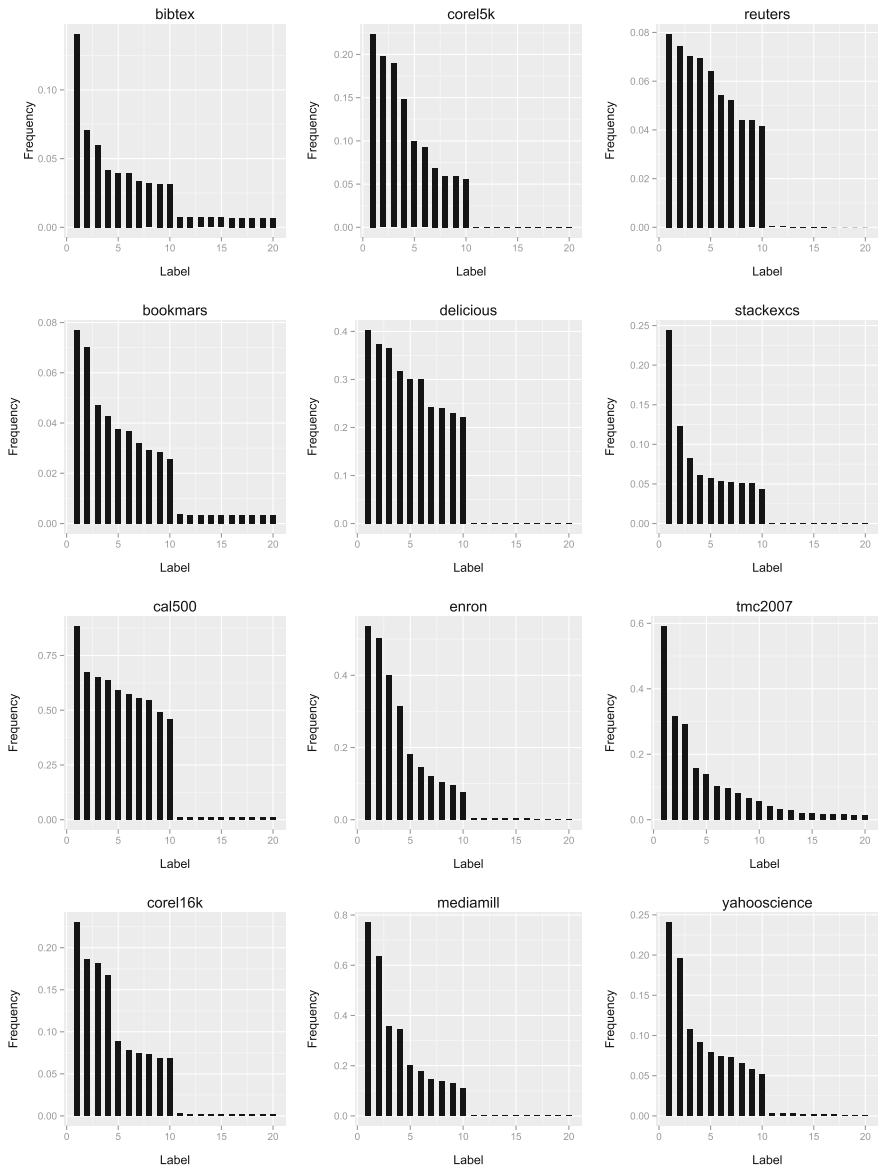 bibtex
corel5k
reuters
Frequency
0.10
0.05
0.00
0 5 10 15 20
Label
Frequency
0.20
0.15
0.10
0.05
0.00
0 5 10 15 20
Label
Frequency
0.08
0.06
0.04
0.02
0.00
0 5 10 15 20
Label
bookmars
delicious
stackexcs
Frequency
0.08
0.06
0.04
0.02
0.00
0 5 10 15 20
Label
Frequency
0.4
0.3
0.2
0.1
0.0
0 5 10 15 20
Label
Frequency
0.25
0.20
0.15
0.10
0.05
0.00
0 5 10 15 20
Label
cal500
enron
tmc2007
Frequency
0.75
0.50
0.25
0.00
0 5 10 15 20
Label
Frequency
0.4
0.2
0.0
0 5 10 15 20
Label
Frequency
0.6
0.4
0.2
0.0
0 5 10 15 20
Label
corel16k
mediamill
yahooscience
Frequency
0.20
0.15
0.10
0.05
0.00
0 5 10 15 20
Label
Frequency
0.8
0.6
0.4
0.2
0.0
0 5 10 15 20
Label
Frequency
0.25
0.20
0.15
0.10
0.05
0.00
0 5 10 15 20
Label